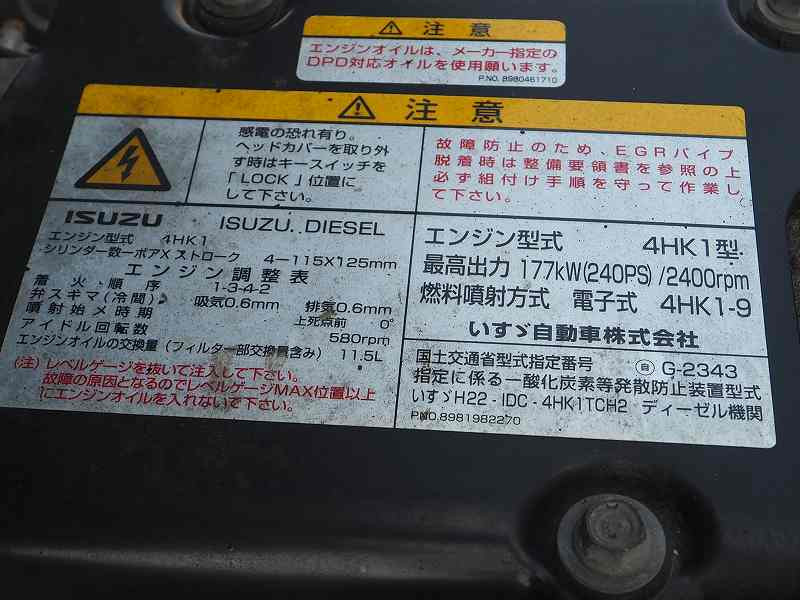 注意
エンジンオイルは、メーカー指定の
DPD対応オイルを使用願います。
P.NO. 8980461710
注意
感電の恐れ有り。
ヘッドカバーを取り外
す時はキースイッチを
「LOCK」位置に
して下さい。
故障防止のため、EGRパイプ
脱着時は整備要領書を参照の上
必ず組付け手順を守って作業し
て下さい。
ISUZU ISUZU DIESEL
エンジン型式 4HK1
シリンダー数ーボアXストローク 4-115X125mm
エンジン調整表
着火順序 1-3-4-2
弁スキマ(冷間) 吸気0.6mm 排気0.6mm
噴射始メ時期 上死点前 0°
アイドル回転数 580rpm
エンジンオイルの交換量(フィルター部交換量含み) 11.5L
(注)レベルゲージを抜いて注入して下さい。
故障の原因となるのでレベルゲージMAX位置以上
にエンジンオイルを入れないで下さい。
エンジン型式 4HK1型
最高出力 177kW(240PS)/2400rpm
燃料噴射方式 電子式 4HK1-9
いすゞ自動車株式会社
国土交通省型式指定番号 自 G-2343
指定に係る一酸化炭素等発散防止装置型式
いすゞH22-IDC-4HK1TCH2 ディーゼル機関
P.NO.8981982270